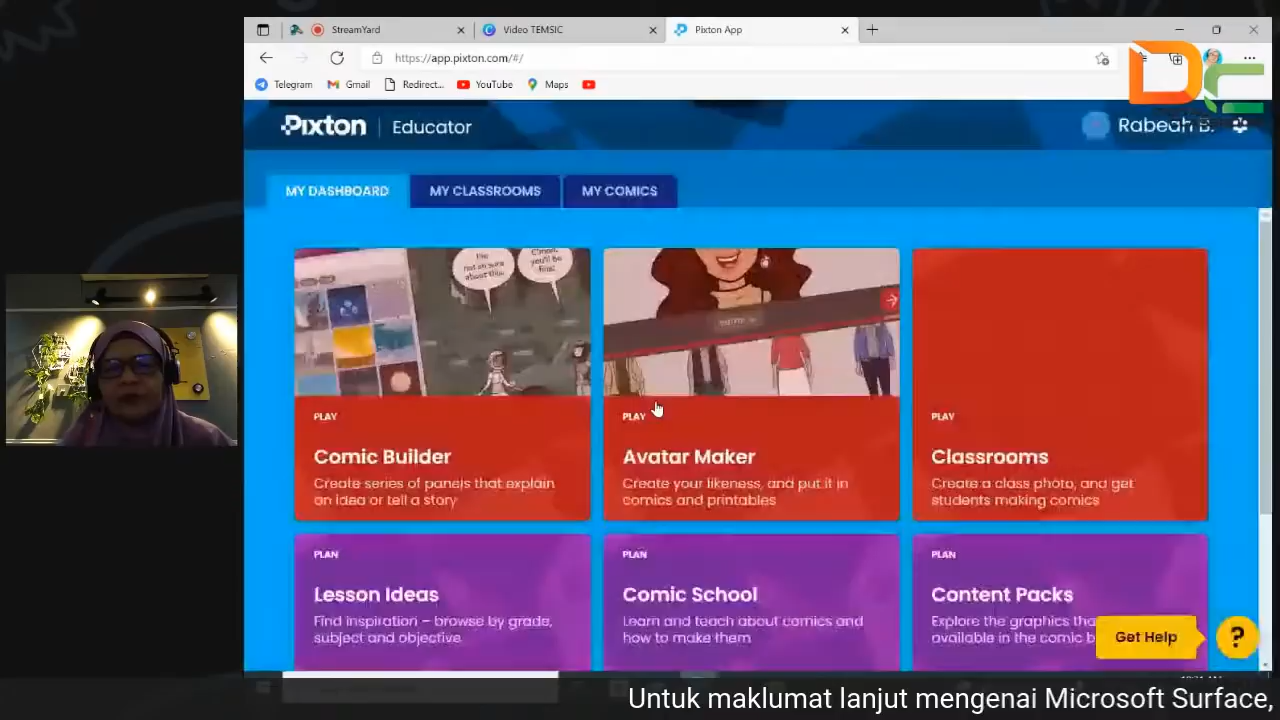 StreamYard
Video TEMSIC
Pixton App
https://app.pixton.com/#/
Telegram
Gmail
Redirect...
YouTube
Maps
Pixton
Educator
Rabeah B.
MY DASHBOARD
MY CLASSROOMS
MY COMICS
PLAY
Comic Builder
Create series of panels that explain
an idea or tell a story
PLAY
Avatar Maker
Create your likeness, and put it in
comics and printables
PLAY
Classrooms
Create a class photo, and get
students making comics
PLAN
Lesson Ideas
Find inspiration – browse by grade,
subject and objective
PLAN
Comic School
Learn and teach about comics and
how to make them
PLAN
Content Packs
Explore the graphics tha
available in the comic b
Get Help
?
Untuk maklumat lanjut mengenai Microsoft Surface,